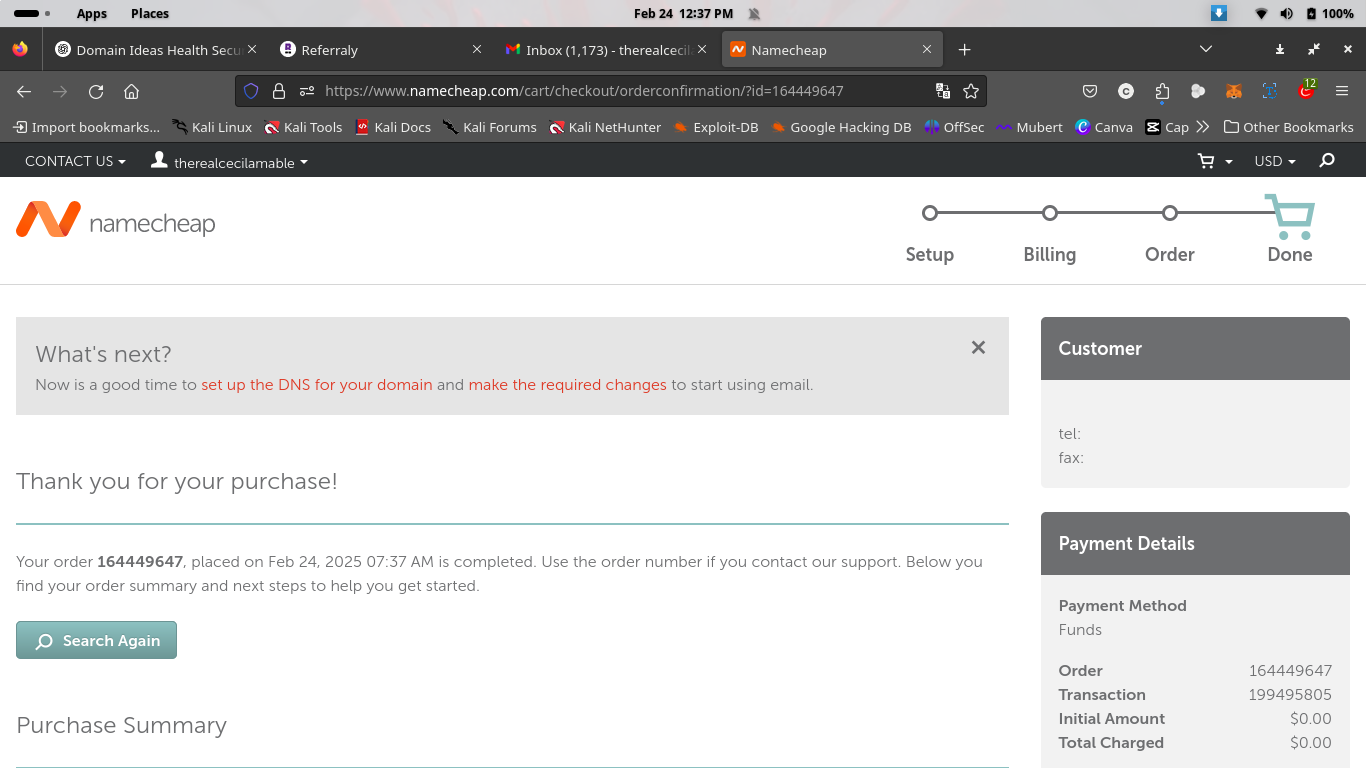 Apps Places Feb 24 12:37 PM 100%
Domain Ideas Health Secu Referraly Inbox (1,173) - therealcecil Namecheap
https://www.namecheap.com/cart/checkout/orderconfirmation/?id=164449647 12
Import bookmarks... Kali Linux Kali Tools Kali Docs Kali Forums Kali NetHunter Exploit-DB Google Hacking DB OffSec Mubert Canva Cap Other Bookmarks
CONTACT US therealcecilamable USD
namecheap
Setup Billing Order Done
What's next?
Now is a good time to set up the DNS for your domain and make the required changes to start using email.
Thank you for your purchase!
Your order 164449647, placed on Feb 24, 2025 07:37 AM is completed. Use the order number if you contact our support. Below you
find your order summary and next steps to help you get started.
Search Again
Purchase Summary
Customer
tel:
fax:
Payment Details
Payment Method
Funds
Order 164449647
Transaction 199495805
Initial Amount $0.00
Total Charged $0.00